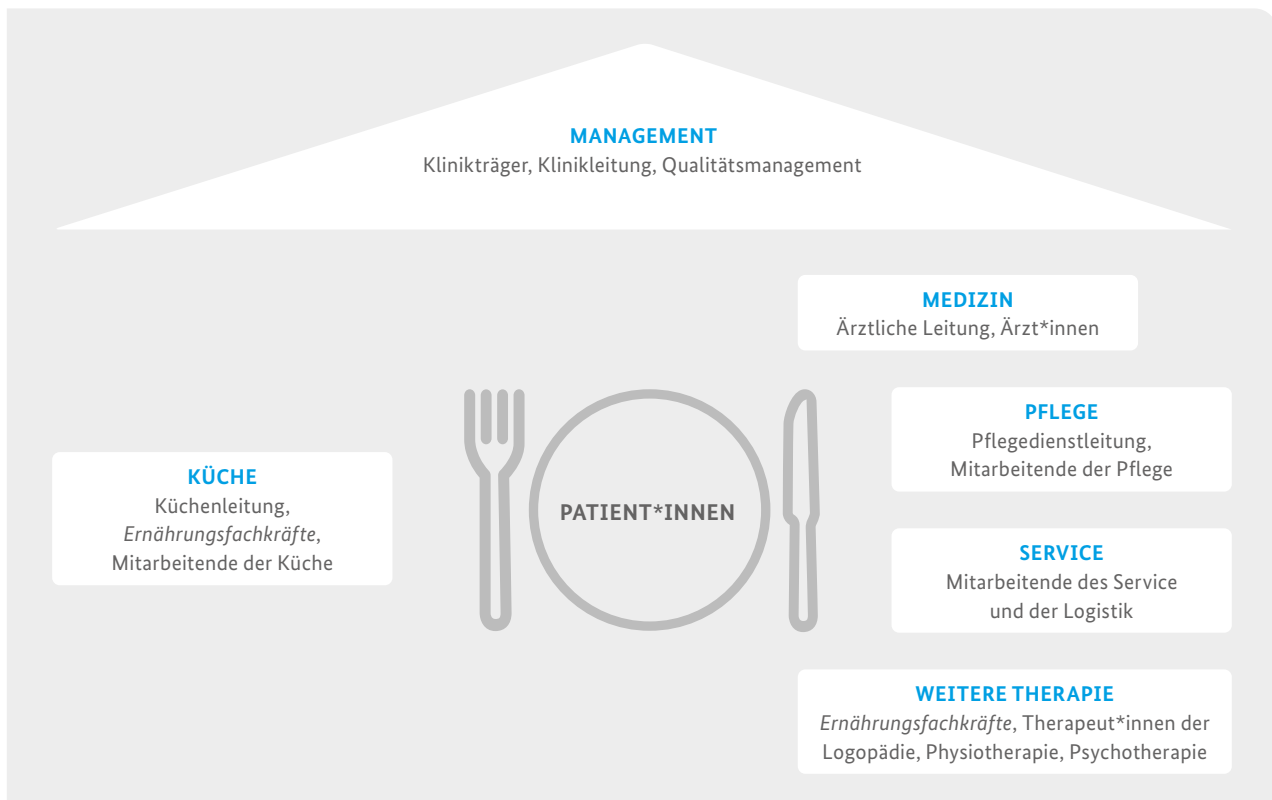 MANAGEMENT
Klinikträger, Klinikleitung, Qualitätsmanagement
MEDIZIN
Ärztliche Leitung, Ärzt*innen
PFLEGE
Pflegedienstleitung,
Mitarbeitende der Pflege
KÜCHE
Küchenleitung,
Ernährungsfachkräfte,
Mitarbeitende der Küche
PATIENT*INNEN
SERVICE
Mitarbeitende des Service
und der Logistik
WEITERE THERAPIE
Ernährungsfachkräfte, Therapeut*innen der
Logopädie, Physiotherapie, Psychotherapie